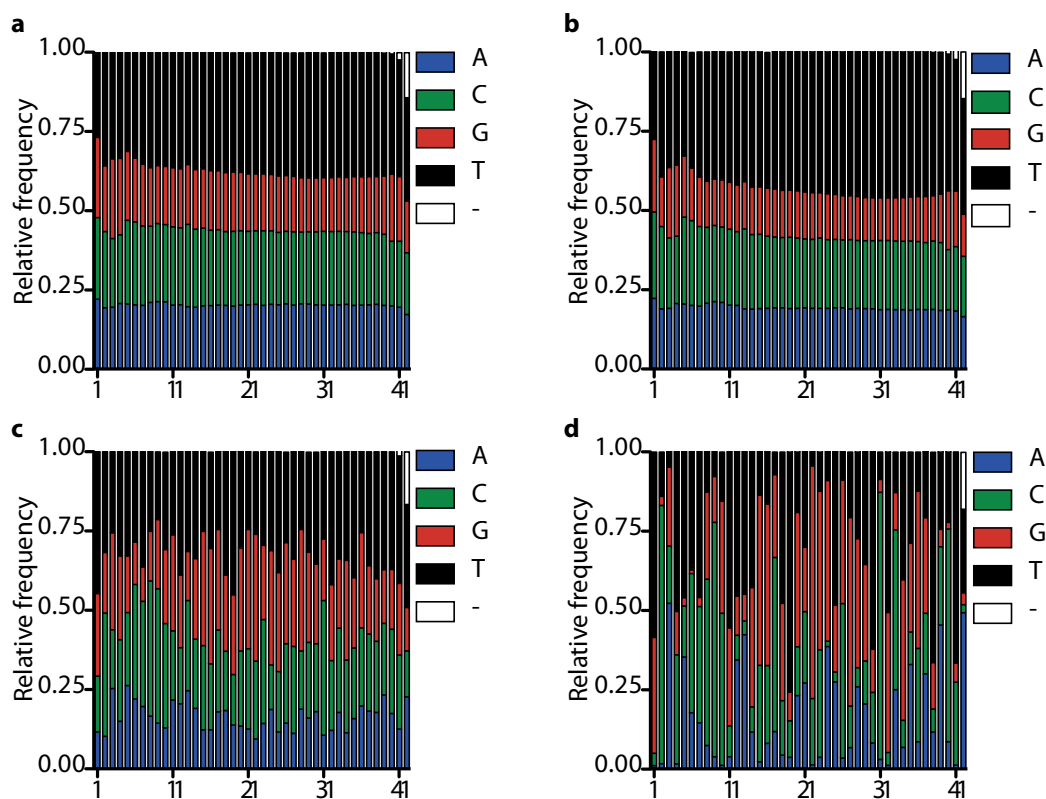 a
1.00
0.75
0.50
0.25
0.00
Relative frequency
1 11 21 31 41
A
C
G
T
-
b
1.00
0.75
0.50
0.25
0.00
Relative frequency
1 11 21 31 41
A
C
G
T
-
c
1.00
0.75
0.50
0.25
0.00
Relative frequency
1 11 21 31 41
A
C
G
T
-
d
1.00
0.75
0.50
0.25
0.00
Relative frequency
1 11 21 31 41
A
C
G
T
-